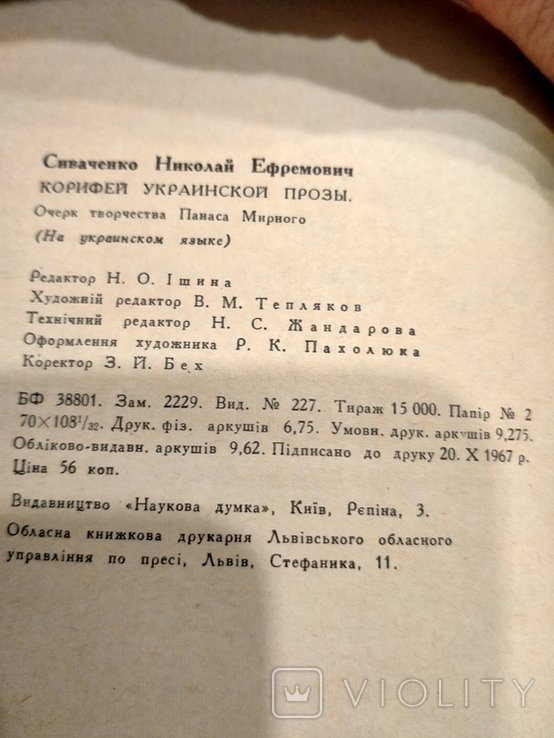 Сиваченко Николай Ефремович
КОРИФЕЙ УКРАИНСКОЙ ПРОЗЫ.
Очерк творчества Панаса Мирного
(На украинском языке)
Редактор Н. О. Ішина
Художній редактор В. М. Тепляков
Технічний редактор Н. С. Жандарова
Оформлення художника Р. К. Пахолюка
Коректор З. Й. Бех
БФ 38801. Зам. 2229. Вид. № 227. Тираж 15 000. Папір № 2
70×108¹/₃₂. Друк. фіз. аркушів 6,75. Умовн. друк. аркушів 9,275.
Обліково-видавн. аркушів 9,62. Підписано до друку 20. X 1967 р.
Ціна 56 коп.
Видавництво «Наукова думка», Київ, Рєпіна, 3.
Обласна книжкова друкарня Львівського обласного
управління по пресі, Львів, Стефаника, 11.
VIOLITY